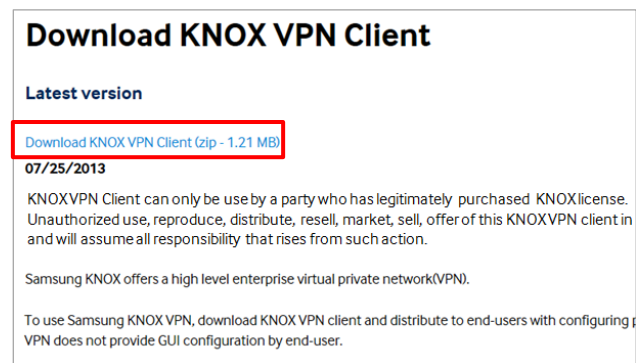 Download KNOX VPN Client
Latest version
Download KNOX VPN Client (zip - 1.21 MB)
07/25/2013
KNOXVPN Client can only be use by a party who has legitimately purchased KNOXlicense.
Unauthorized use, reproduce, distribute, resell, market, sell, offer of this KNOXVPN client in
and will assume all responsibility that rises from such action.
Samsung KNOX offers a high level enterprise virtual private network(VPN).
To use Samsung KNOX VPN, download KNOX VPN client and distribute to end-users with configuring
VPN does not provide GUI configuration by end-user.